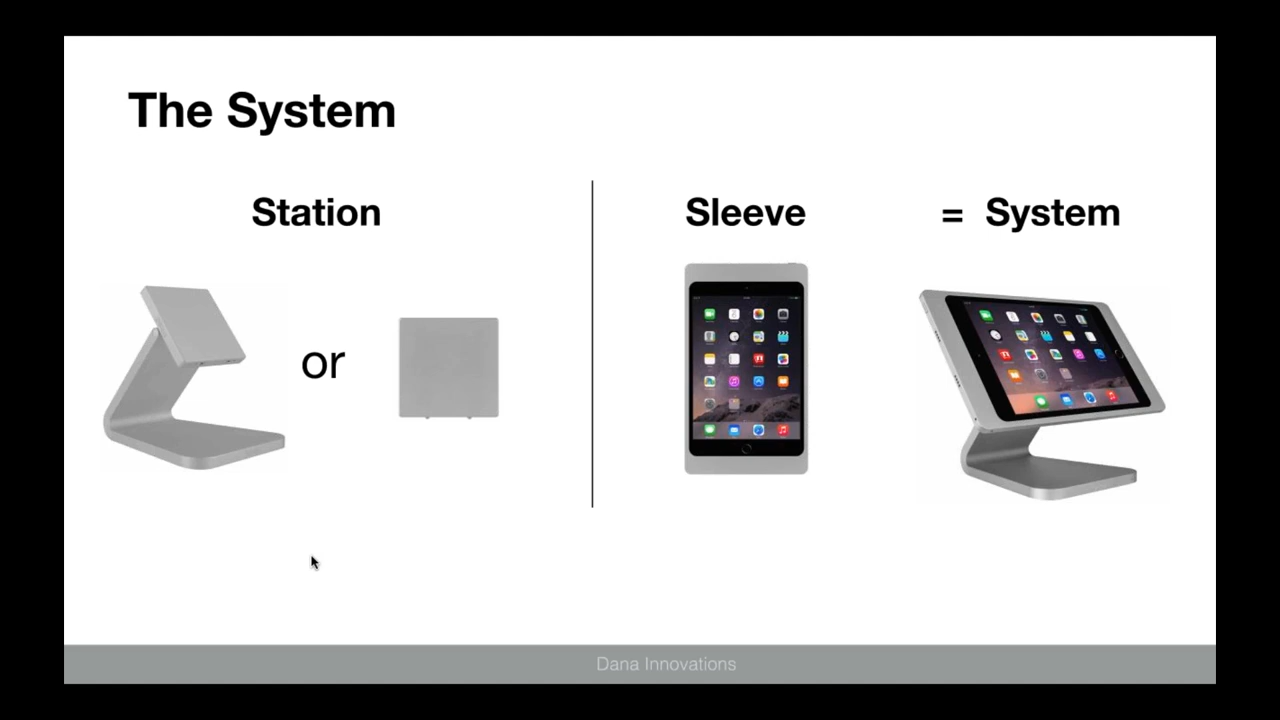 The System
Station
Sleeve
= System
or
Dana Innovations